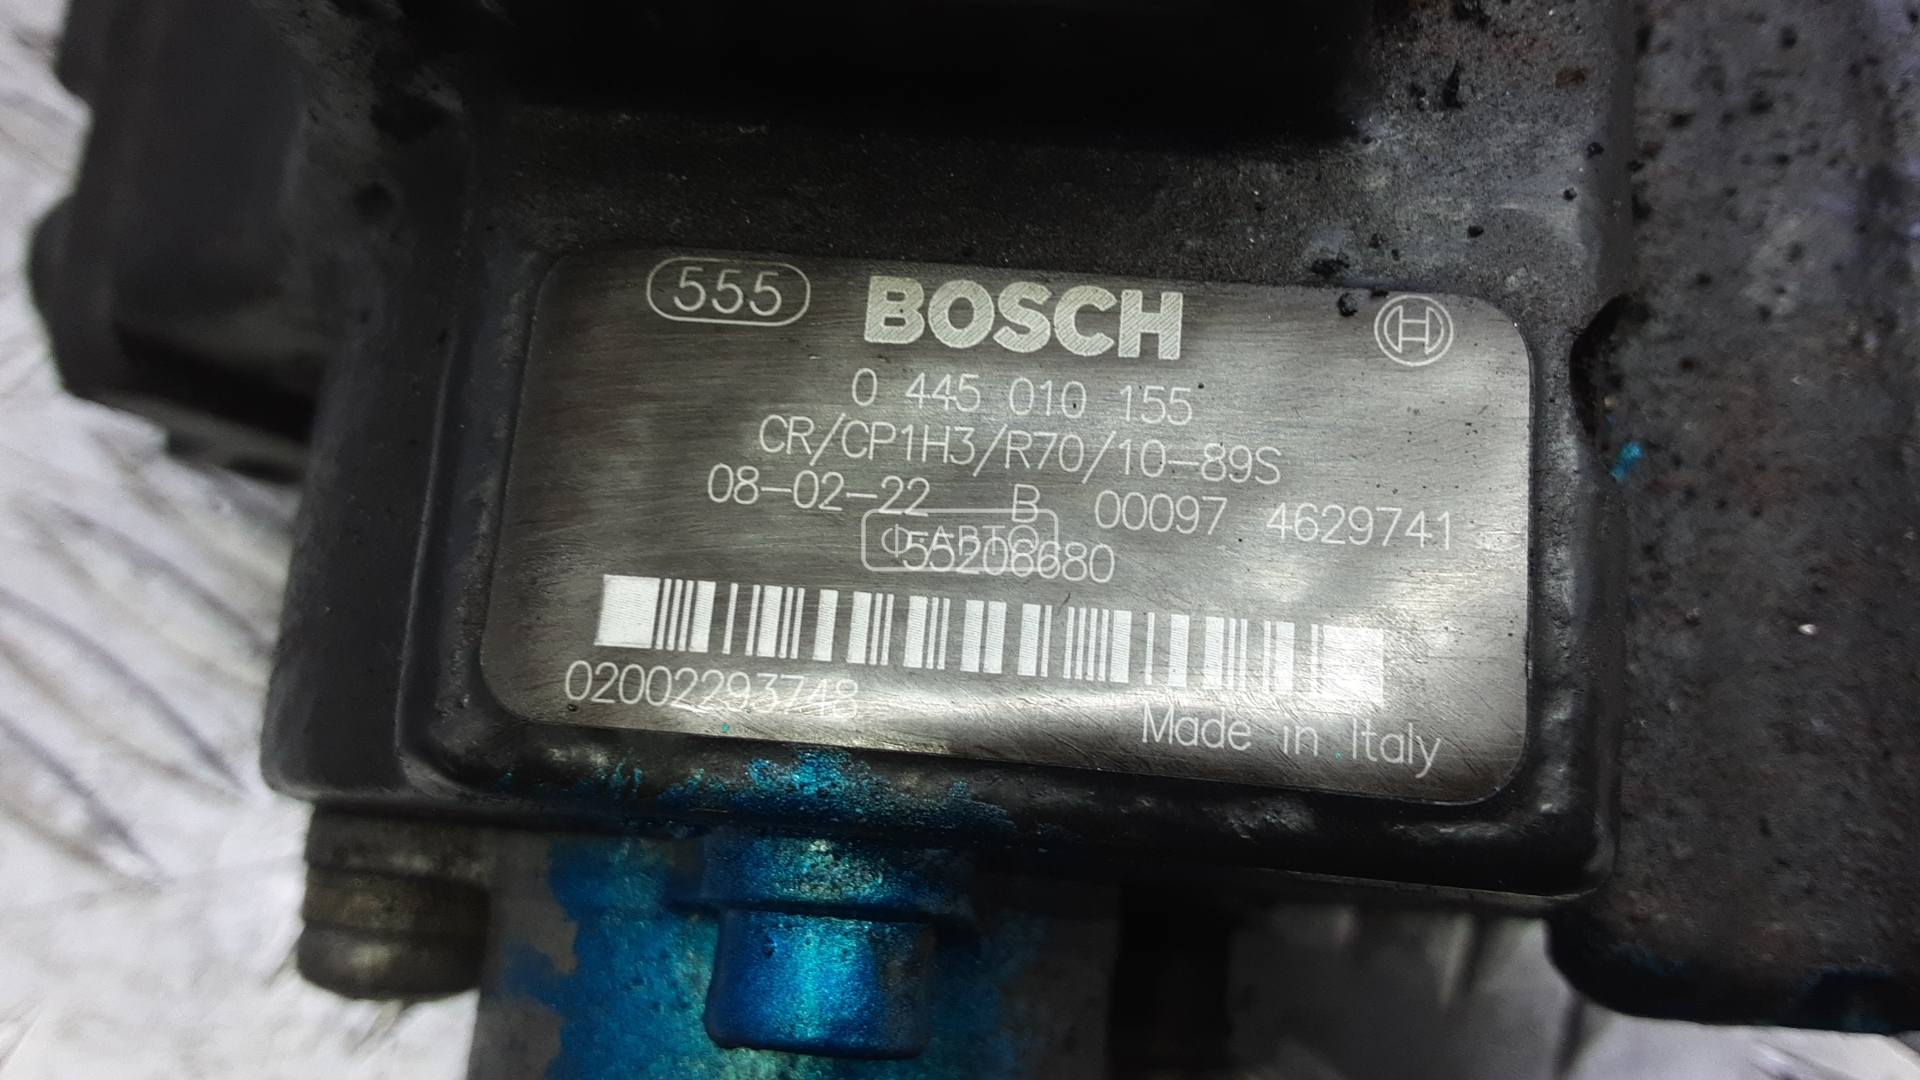 555 BOSCH
0 445 010 155
CR/CP1H3/R70/10-89S
08-02-22 B 00097 4629741
Ф-АВТО
55206680
02002293748
Made in Italy